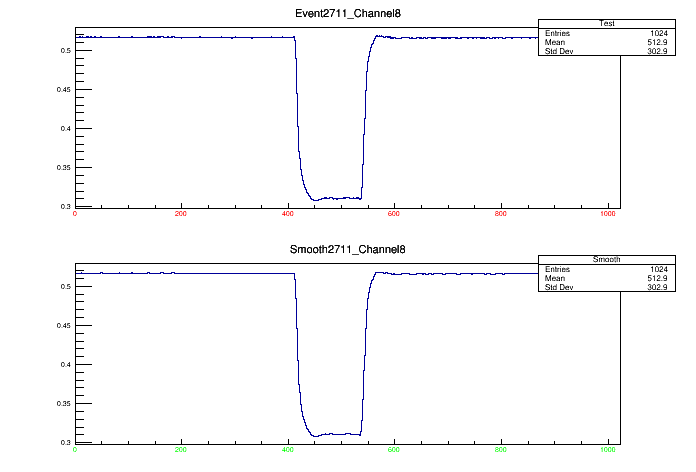 Event2711_Channel8
Test
Entries 1024
Mean 512.9
Std Dev 302.9
0.5
0.45
0.4
0.35
0.3
0 200 400 600 800 1000
Smooth2711_Channel8
Smooth
Entries 1024
Mean 512.9
Std Dev 302.9
0.5
0.45
0.4
0.35
0.3
0 200 400 600 800 1000